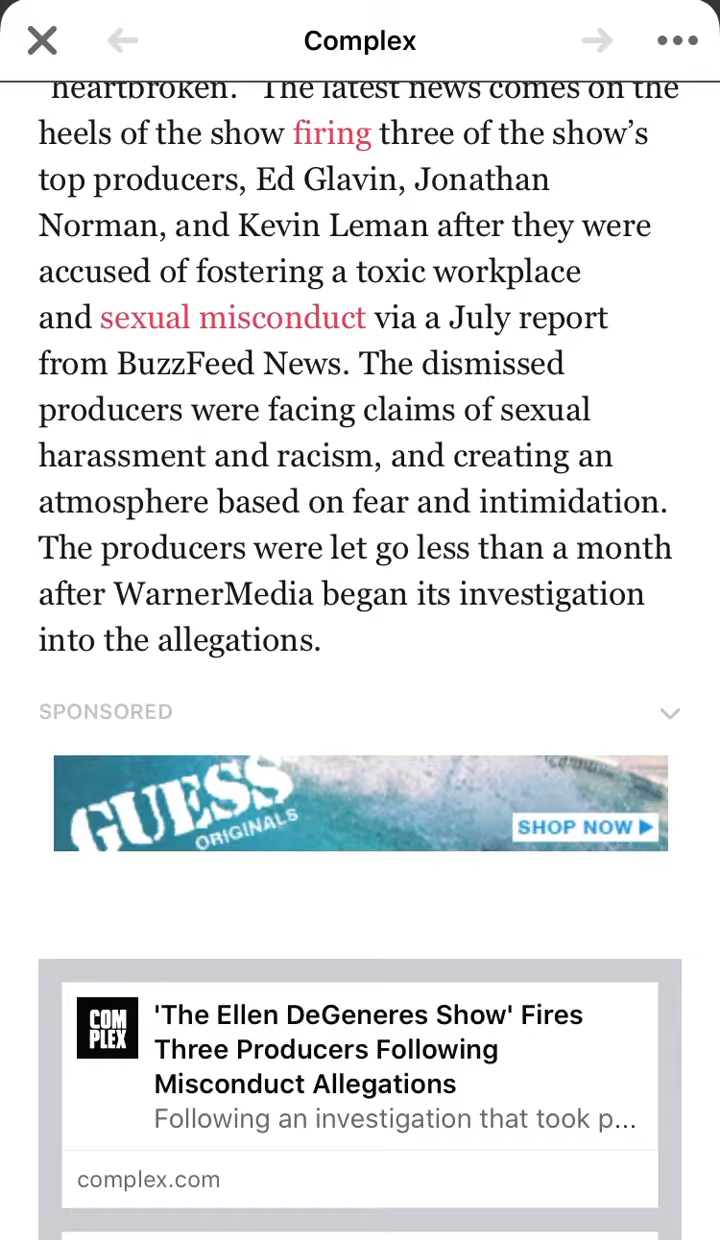 Complex
"heartbroken." The latest news comes on the
heels of the show firing three of the show’s
top producers, Ed Glavin, Jonathan
Norman, and Kevin Leman after they were
accused of fostering a toxic workplace
and sexual misconduct via a July report
from BuzzFeed News. The dismissed
producers were facing claims of sexual
harassment and racism, and creating an
atmosphere based on fear and intimidation.
The producers were let go less than a month
after WarnerMedia began its investigation
into the allegations.
SPONSORED
GUESS
ORIGINALS
SHOP NOW
COM
PLEX
'The Ellen DeGeneres Show' Fires
Three Producers Following
Misconduct Allegations
Following an investigation that took p...
complex.com